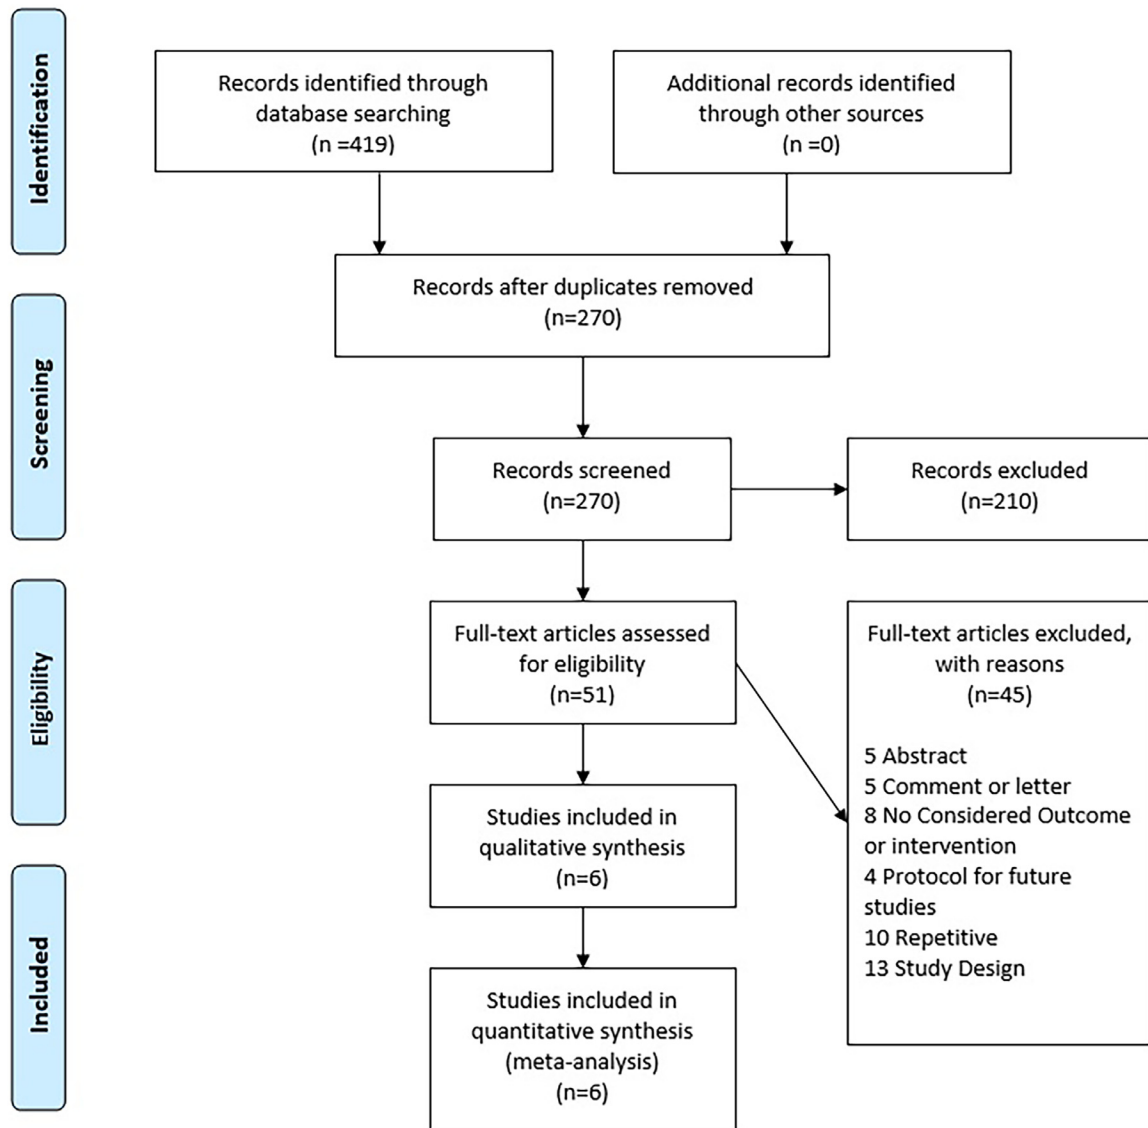 Identification
Records identified through
database searching
(n =419)
Additional records identified
through other sources
(n =0)
Records after duplicates removed
(n=270)
Screening
Records screened
(n=270)
Records excluded
(n=210)
Eligibility
Full-text articles assessed
for eligibility
(n=51)
Full-text articles excluded,
with reasons
(n=45)
5 Abstract
5 Comment or letter
8 No Considered Outcome
or intervention
4 Protocol for future
studies
10 Repetitive
13 Study Design
Studies included in
qualitative synthesis
(n=6)
Included
Studies included in
quantitative synthesis
(meta-analysis)
(n=6)